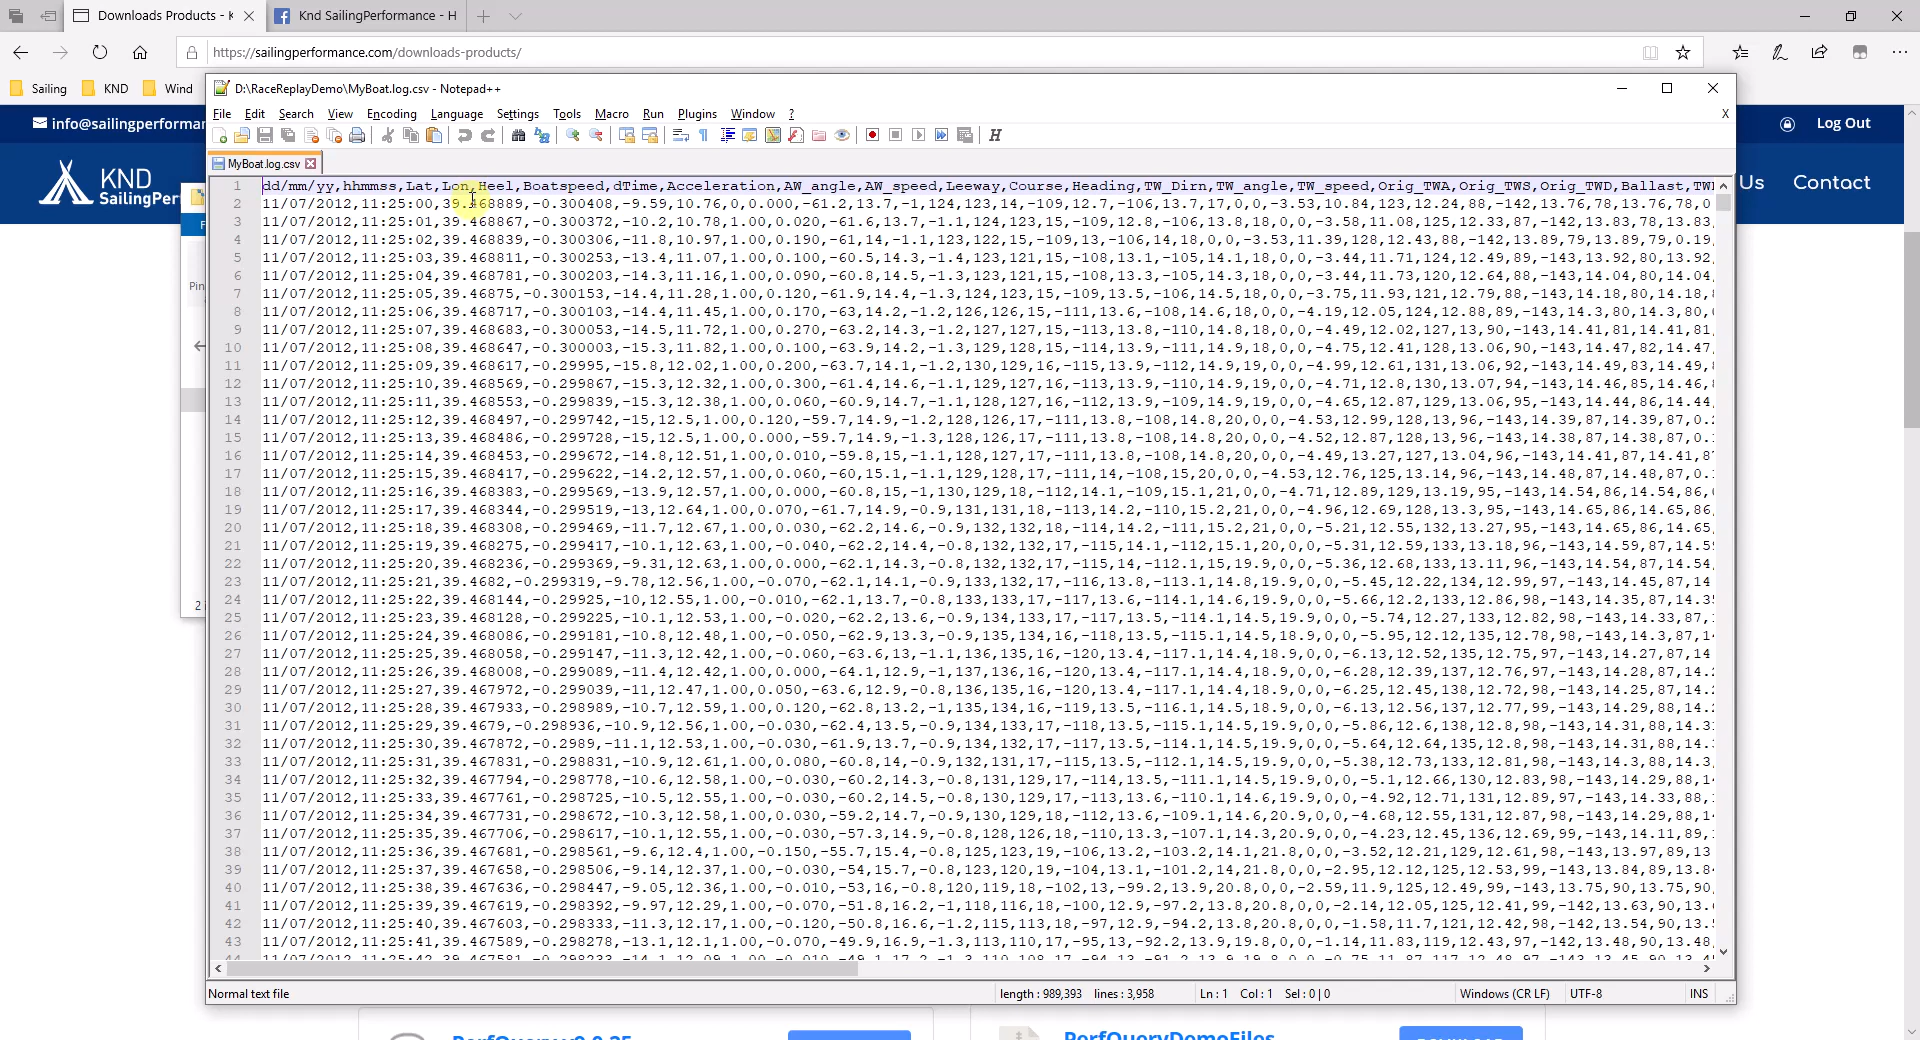 Downloads Products - K
Knd SailingPerformance - H
https://sailingperformance.com/downloads-products/
Sailing KND Wind
info@sailingperformar
Log Out
KND
SailingPerf
Us Contact
Pin
D:\RaceReplayDemo\MyBoat.log.csv - Notepad++
File Edit Search View Encoding Language Settings Tools Macro Run Plugins Window ? X
MyBoat.log.csv
1 dd/mm/yy,hhmmss,Lat,Lon,Heel,Boatspeed,dTime,Acceleration,AW_angle,AW_speed,Leeway,Course,Heading,TW_Dirn,TW_angle,TW_speed,Orig_TWA,Orig_TWS,Orig_TWD,Ballast,TW
2 11/07/2012,11:25:00,39.468889,-0.300408,-9.59,10.76,0,0.000,-61.2,13.7,-1,124,123,14,-109,12.7,-106,13.7,17,0,0,-3.53,10.84,123,12.24,88,-142,13.76,78,13.76,78,0
3 11/07/2012,11:25:01,39.468867,-0.300372,-10.2,10.78,1.00,0.020,-61.6,13.7,-1.1,124,123,15,-109,12.8,-106,13.8,18,0,0,-3.58,11.08,125,12.33,87,-142,13.83,78,13.83
4 11/07/2012,11:25:02,39.468839,-0.300306,-11.8,10.97,1.00,0.190,-61,14,-1.1,123,122,15,-109,13,-106,14,18,0,0,-3.53,11.39,128,12.43,88,-142,13.89,79,13.89,79,0.19,
5 11/07/2012,11:25:03,39.468811,-0.300253,-13.4,11.07,1.00,0.100,-60.5,14.3,-1.4,123,121,15,-108,13.1,-105,14.1,18,0,0,-3.44,11.71,124,12.49,89,-143,13.92,80,13.92,
6 11/07/2012,11:25:04,39.468781,-0.300203,-14.3,11.16,1.00,0.090,-60.8,14.5,-1.3,123,121,15,-108,13.3,-105,14.3,18,0,0,-3.44,11.73,120,12.64,88,-143,14.04,80,14.04,
7 11/07/2012,11:25:05,39.46875,-0.300153,-14.4,11.28,1.00,0.120,-61.9,14.4,-1.3,124,123,15,-109,13.5,-106,14.5,18,0,0,-3.75,11.93,121,12.79,88,-143,14.18,80,14.18,
8 11/07/2012,11:25:06,39.468717,-0.300103,-14.4,11.45,1.00,0.170,-63,14.2,-1.2,126,126,15,-111,13.6,-108,14.6,18,0,0,-4.19,12.05,124,12.88,89,-143,14.3,80,14.3,80,
9 11/07/2012,11:25:07,39.468683,-0.300053,-14.5,11.72,1.00,0.270,-63.2,14.3,-1.2,127,127,15,-113,13.8,-110,14.8,18,0,0,-4.49,12.02,127,13,90,-143,14.41,81,14.41,81,
10 11/07/2012,11:25:08,39.468647,-0.300003,-15.3,11.82,1.00,0.100,-63.9,14.2,-1.3,129,128,15,-114,13.9,-111,14.9,18,0,0,-4.75,12.41,128,13.06,90,-143,14.47,82,14.47,
11 11/07/2012,11:25:09,39.468617,-0.29995,-15.8,12.02,1.00,0.200,-63.7,14.1,-1.2,130,129,16,-115,13.9,-112,14.9,19,0,0,-4.99,12.61,131,13.06,92,-143,14.49,83,14.49,
12 11/07/2012,11:25:10,39.468569,-0.299867,-15.3,12.32,1.00,0.300,-61.4,14.6,-1.1,129,127,16,-113,13.9,-110,14.9,19,0,0,-4.71,12.8,130,13.07,94,-143,14.46,85,14.46,
13 11/07/2012,11:25:11,39.468553,-0.299839,-15.3,12.38,1.00,0.060,-60.9,14.7,-1.1,128,127,16,-112,13.9,-109,14.9,19,0,0,-4.65,12.87,129,13.06,95,-143,14.44,86,14.44,
14 11/07/2012,11:25:12,39.468497,-0.299742,-15,12.5,1.00,0.120,-59.7,14.9,-1.2,128,126,17,-111,13.8,-108,14.8,20,0,0,-4.53,12.99,128,13,96,-143,14.39,87,14.39,87,0.
15 11/07/2012,11:25:13,39.468486,-0.299728,-15,12.5,1.00,0.000,-59.7,14.9,-1.3,128,126,17,-111,13.8,-108,14.8,20,0,0,-4.52,12.87,128,13,96,-143,14.38,87,14.38,87,0.
16 11/07/2012,11:25:14,39.468453,-0.299672,-14.8,12.51,1.00,0.010,-59.8,15,-1.1,128,127,17,-111,13.8,-108,14.8,20,0,0,-4.49,13.27,127,13.04,96,-143,14.41,87,14.41,
17 11/07/2012,11:25:15,39.468417,-0.299622,-14.2,12.57,1.00,0.060,-60,15.1,-1.1,129,128,17,-111,14,-108,15,20,0,0,-4.53,12.76,125,13.14,96,-143,14.48,87,14.48,87,0.
18 11/07/2012,11:25:16,39.468383,-0.299569,-13.9,12.57,1.00,0.000,-60.8,15,-1,130,129,18,-112,14.1,-109,15.1,21,0,0,-4.71,12.89,129,13.19,95,-143,14.54,86,14.54,86,
19 11/07/2012,11:25:17,39.468344,-0.299519,-13,12.64,1.00,0.070,-61.7,14.9,-0.9,131,131,18,-113,14.2,-110,15.2,21,0,0,-4.96,12.69,128,13.3,95,-143,14.65,86,14.65,86,
20 11/07/2012,11:25:18,39.468308,-0.299469,-11.7,12.67,1.00,0.030,-62.2,14.6,-0.9,132,132,18,-114,14.2,-111,15.2,21,0,0,-5.21,12.55,132,13.27,95,-143,14.65,86,14.65,
21 11/07/2012,11:25:19,39.468275,-0.299417,-10.1,12.63,1.00,-0.040,-62.2,14.4,-0.8,132,132,17,-115,14.1,-112,15.1,20,0,0,-5.31,12.59,133,13.18,96,-143,14.59,87,14.59
22 11/07/2012,11:25:20,39.468236,-0.299369,-9.31,12.63,1.00,0.000,-62.1,14.3,-0.8,132,132,17,-115,14,-112.1,15,19.9,0,0,-5.36,12.68,133,13.11,96,-143,14.54,87,14.54,
23 11/07/2012,11:25:21,39.4682,-0.299319,-9.78,12.56,1.00,-0.070,-62.1,14.1,-0.9,133,132,17,-116,13.8,-113.1,14.8,19.9,0,0,-5.45,12.22,134,12.99,97,-143,14.45,87,14
24 11/07/2012,11:25:22,39.468144,-0.29925,-10,12.55,1.00,-0.010,-62.1,13.7,-0.8,133,133,17,-117,13.6,-114.1,14.6,19.9,0,0,-5.66,12.2,133,12.86,98,-143,14.35,87,14.35
25 11/07/2012,11:25:23,39.468128,-0.299225,-10.1,12.53,1.00,-0.020,-62.2,13.6,-0.9,134,133,17,-117,13.5,-114.1,14.5,19.9,0,0,-5.74,12.27,133,12.82,98,-143,14.33,87,
26 11/07/2012,11:25:24,39.468086,-0.299181,-10.8,12.48,1.00,-0.050,-62.9,13.3,-0.9,135,134,16,-118,13.5,-115.1,14.5,18.9,0,0,-5.95,12.12,135,12.78,98,-143,14.3,87,
27 11/07/2012,11:25:25,39.468058,-0.299147,-11.3,12.42,1.00,-0.060,-63.6,13,-1.1,136,135,16,-120,13.4,-117.1,14.4,18.9,0,0,-6.13,12.52,135,12.75,97,-143,14.27,87,14
28 11/07/2012,11:25:26,39.468008,-0.299089,-11.4,12.42,1.00,0.000,-64.1,12.9,-1,137,136,16,-120,13.4,-117.1,14.4,18.9,0,0,-6.28,12.39,137,12.76,97,-143,14.26,87,14.
29 11/07/2012,11:25:27,39.467972,-0.299039,-11,12.47,1.00,0.050,-63.6,12.9,-0.8,136,135,16,-120,13.4,-117.1,14.4,18.9,0,0,-6.25,12.45,138,12.72,98,-143,14.25,87,14.
30 11/07/2012,11:25:28,39.467933,-0.298989,-10.7,12.59,1.00,0.120,-62.8,13.2,-1,135,134,16,-119,13.5,-116.1,14.5,18.9,0,0,-6.13,12.56,137,12.77,99,-143,14.29,88,14.
31 11/07/2012,11:25:29,39.4679,-0.298936,-10.9,12.56,1.00,-0.030,-62.4,13.5,-0.9,134,133,17,-118,13.5,-115.1,14.5,19.9,0,0,-5.86,12.6,138,12.8,98,-143,14.31,88,14.31
32 11/07/2012,11:25:30,39.467872,-0.2989,-11.1,12.53,1.00,-0.030,-61.9,13.7,-0.9,134,132,17,-117,13.5,-114.1,14.5,19.9,0,0,-5.64,12.64,135,12.8,98,-143,14.31,88,14.
33 11/07/2012,11:25:31,39.467831,-0.298831,-10.9,12.61,1.00,0.080,-60.8,14,-0.9,132,131,17,-115,13.5,-112.1,14.5,19.9,0,0,-5.38,12.73,133,12.81,98,-143,14.3,88,14.3,
34 11/07/2012,11:25:32,39.467794,-0.298778,-10.6,12.58,1.00,-0.030,-60.2,14.3,-0.8,131,129,17,-114,13.5,-111.1,14.5,19.9,0,0,-5.1,12.66,130,12.83,98,-143,14.29,88,
35 11/07/2012,11:25:33,39.467761,-0.298725,-10.5,12.55,1.00,-0.030,-60.2,14.5,-0.8,130,129,17,-113,13.6,-110.1,14.6,19.9,0,0,-4.92,12.71,131,12.89,97,-143,14.33,88,
36 11/07/2012,11:25:34,39.467731,-0.298672,-10.3,12.58,1.00,0.030,-59.2,14.7,-0.9,130,129,18,-112,13.6,-109.1,14.6,20.9,0,0,-4.68,12.55,131,12.87,98,-143,14.29,88,
37 11/07/2012,11:25:35,39.467706,-0.298617,-10.1,12.55,1.00,-0.030,-57.3,14.9,-0.8,128,126,18,-110,13.3,-107.1,14.3,20.9,0,0,-4.23,12.45,136,12.69,99,-143,14.11,89,
38 11/07/2012,11:25:36,39.467681,-0.298561,-9.6,12.4,1.00,-0.150,-55.7,15.4,-0.8,125,123,19,-106,13.2,-103.2,14.1,21.8,0,0,-3.52,12.21,129,12.61,98,-143,13.97,89,13
39 11/07/2012,11:25:37,39.467658,-0.298506,-9.14,12.37,1.00,-0.030,-54,15.7,-0.8,123,120,19,-104,13.1,-101.2,14,21.8,0,0,-2.95,12.12,125,12.53,99,-143,13.84,89,13.8
40 11/07/2012,11:25:38,39.467636,-0.298447,-9.05,12.36,1.00,-0.010,-53,16,-0.8,120,119,18,-102,13,-99.2,13.9,20.8,0,0,-2.59,11.9,125,12.49,99,-143,13.75,90,13.75,90,
41 11/07/2012,11:25:39,39.467619,-0.298392,-9.97,12.29,1.00,-0.070,-51.8,16.2,-1,118,116,18,-100,12.9,-97.2,13.8,20.8,0,0,-2.14,12.05,125,12.41,99,-142,13.63,90,13.
42 11/07/2012,11:25:40,39.467603,-0.298333,-11.3,12.17,1.00,-0.120,-50.8,16.6,-1.2,115,113,18,-97,12.9,-94.2,13.8,20.8,0,0,-1.58,11.7,121,12.42,98,-142,13.54,90,13.
43 11/07/2012,11:25:41,39.467589,-0.298278,-13.1,12.1,1.00,-0.070,-49.9,16.9,-1.3,113,110,17,-95,13,-92.2,13.9,19.8,0,0,-1.14,11.83,119,12.43,97,-142,13.48,90,13.48,
Normal text file length : 989,393 lines : 3,958 Ln : 1 Col : 1 Sel : 0 | 0 Windows (CR LF) UTF-8 INS
PerfQueryDemoFiles